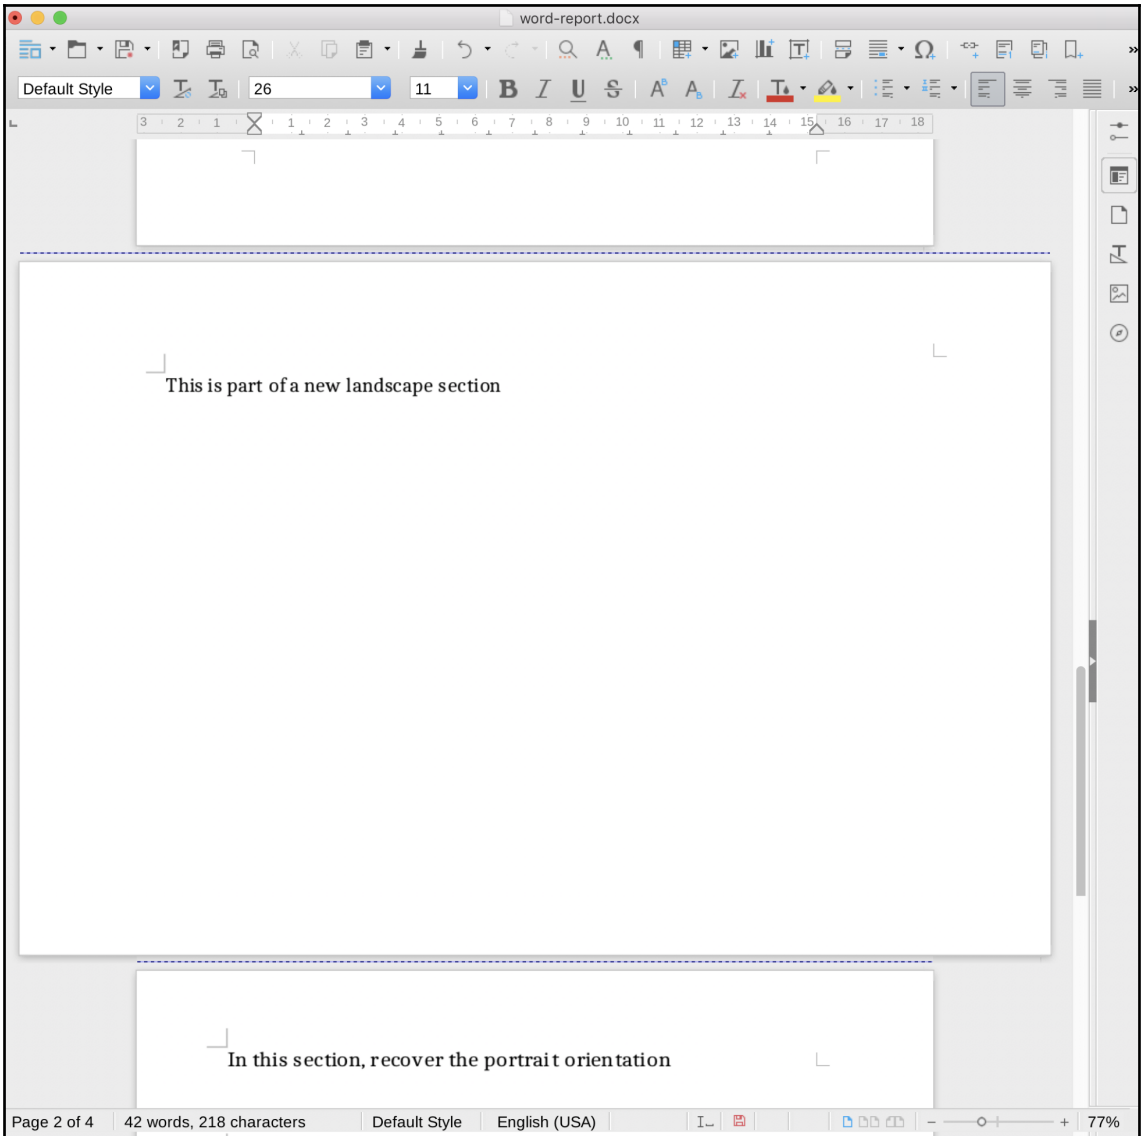 word-report.docx
Default Style 26 11
3 2 1 1 2 3 4 5 6 7 8 9 10 11 12 13 14 15 16 17 18
This is part of a new landscape section
In this section, recover the portrait orientation
Page 2 of 4 42 words, 218 characters Default Style English (USA) 77%